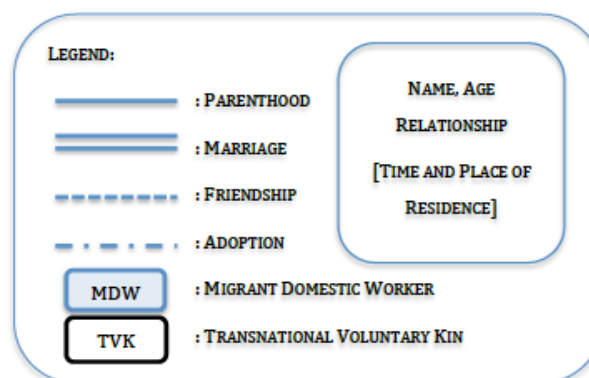 LEGEND:
: PARENTHOOD
: MARRIAGE
: FRIENDSHIP
: ADOPTION
MDW : MIGRANT DOMESTIC WORKER
TVK : TRANSNATIONAL VOLUNTARY KIN
NAME, AGE
RELATIONSHIP
[TIME AND PLACE OF
RESIDENCE]